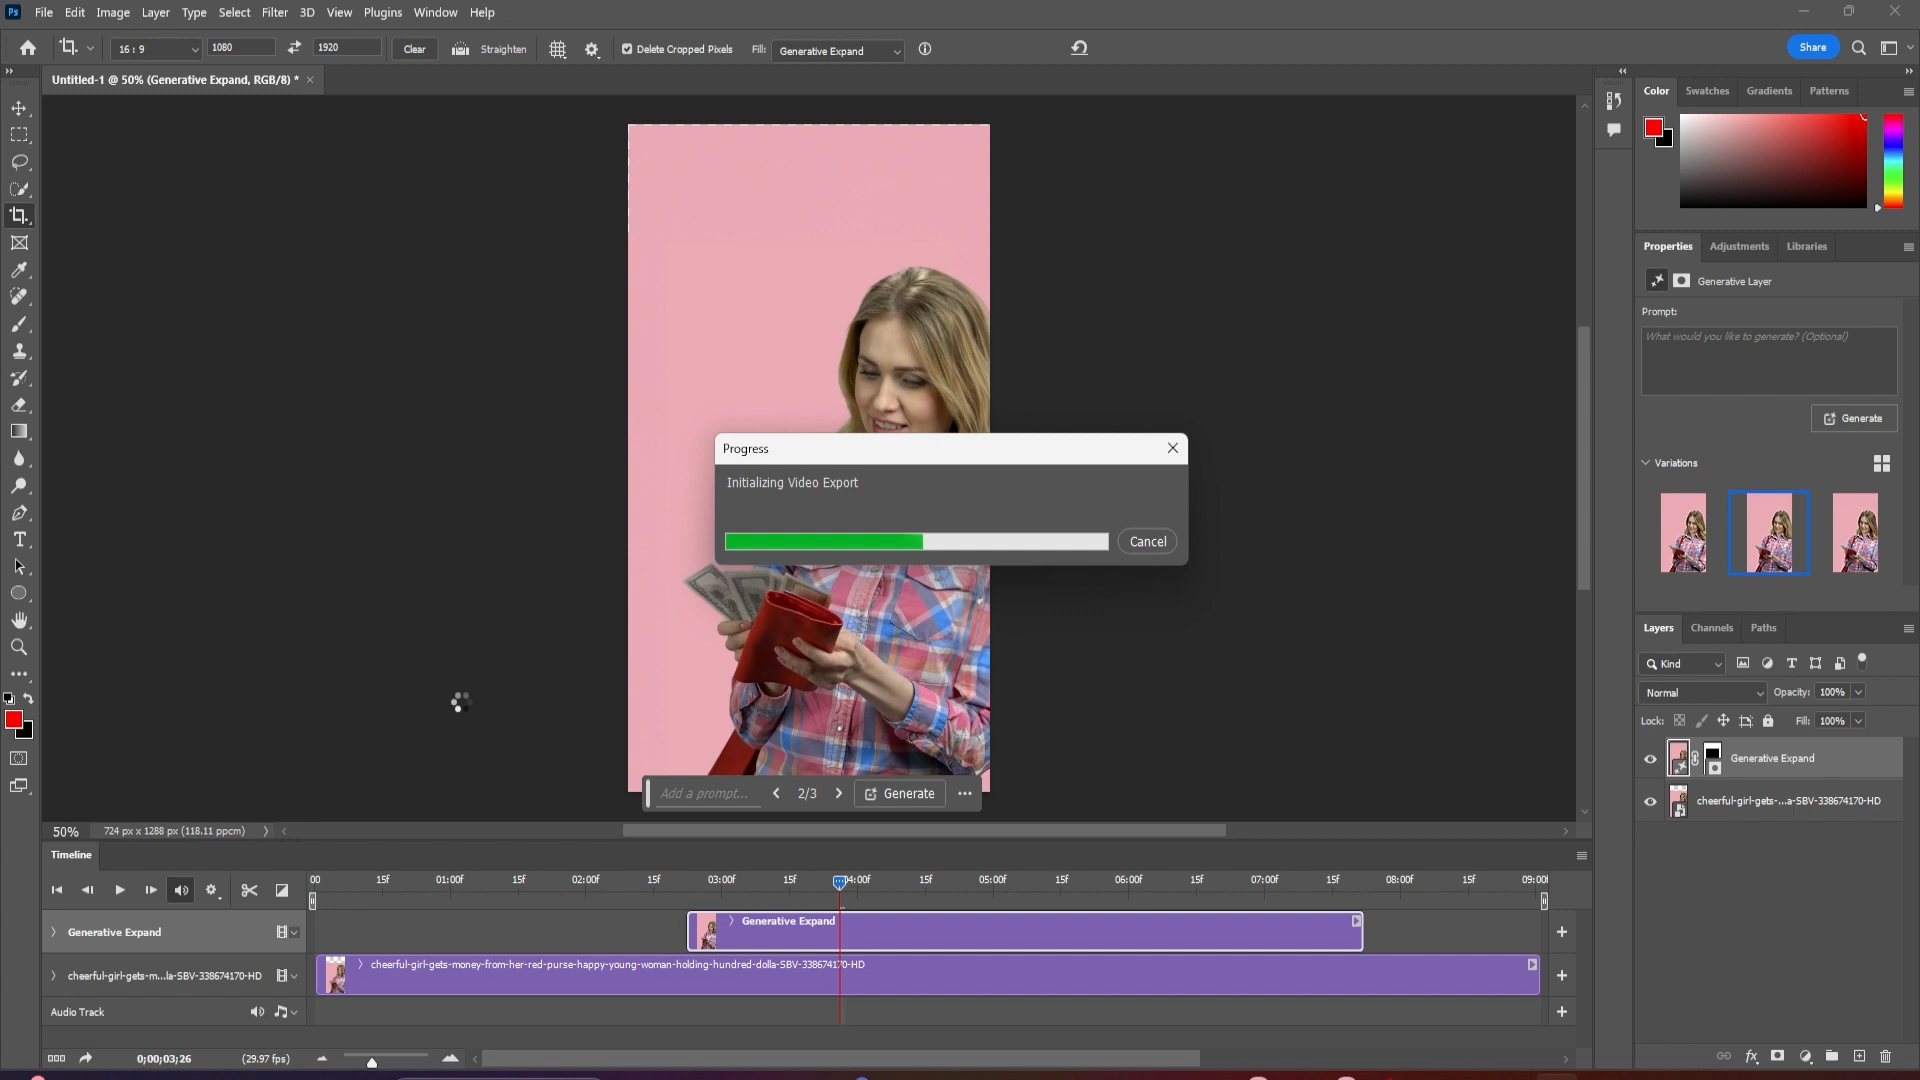 Ps File Edit Image Layer Type Select Filter 3D View Plugins Window Help
16 : 9 1080 1920 Clear Straighten Delete Cropped Pixels Fill: Generative Expand Share
Untitled-1 @ 50% (Generative Expand, RGB/8) *
Color Swatches Gradients Patterns
Properties Adjustments Libraries
Generative Layer
Prompt:
What would you like to generate? (Optional)
Generate
Variations
Progress
Initializing Video Export
Cancel
Add a prompt... 2/3 Generate
Layers Channels Paths
Kind
Normal Opacity: 100%
Lock: Fill: 100%
Generative Expand
cheerful-girl-gets-...a-SBV-338674170-HD
50% 724 px x 1288 px (118.11 ppcm)
Timeline
00 15f 01:00f 15f 02:00f 15f 03:00f 15f 04:00f 15f 05:00f 15f 06:00f 15f 07:00f 15f 08:00f 15f 09:00f
Generative Expand
Generative Expand
cheerful-girl-gets-m...la-SBV-338674170-HD
cheerful-girl-gets-money-from-her-red-purse-happy-young-woman-holding-hundred-dolla-SBV-338674170-HD
Audio Track
0;00;03;26 (29.97 fps)